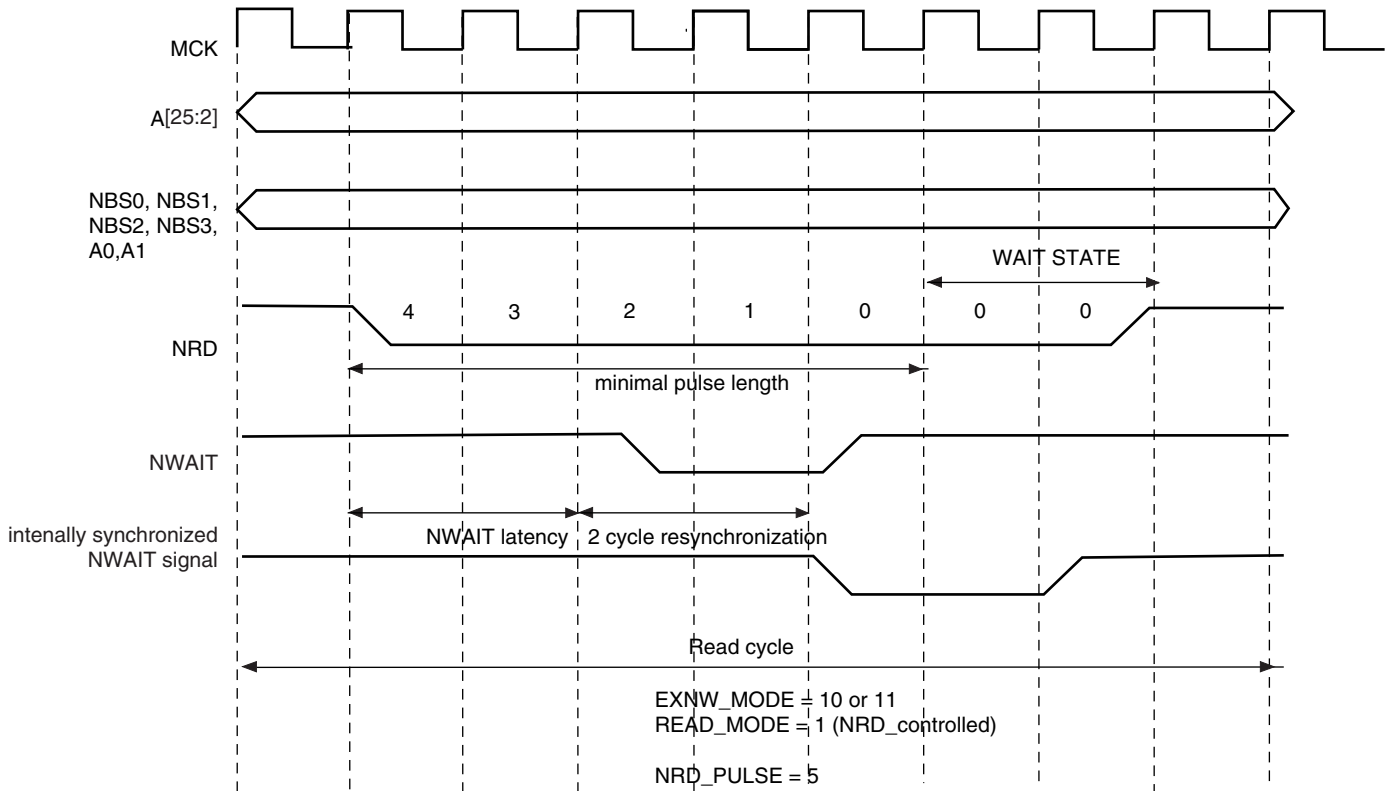 MCK
A[25:2]
NBS0, NBS1,
NBS2, NBS3,
A0,A1
WAIT STATE
4 3 2 1 0 0 0
NRD
minimal pulse length
NWAIT
NWAIT latency 2 cycle resynchronization
intenally synchronized
NWAIT signal
Read cycle
EXNW_MODE = 10 or 11
READ_MODE = 1 (NRD_controlled)
NRD_PULSE = 5